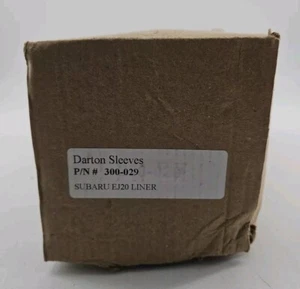 Darton Sleeves
P/N # 300-029
SUBARU EJ20 LINER